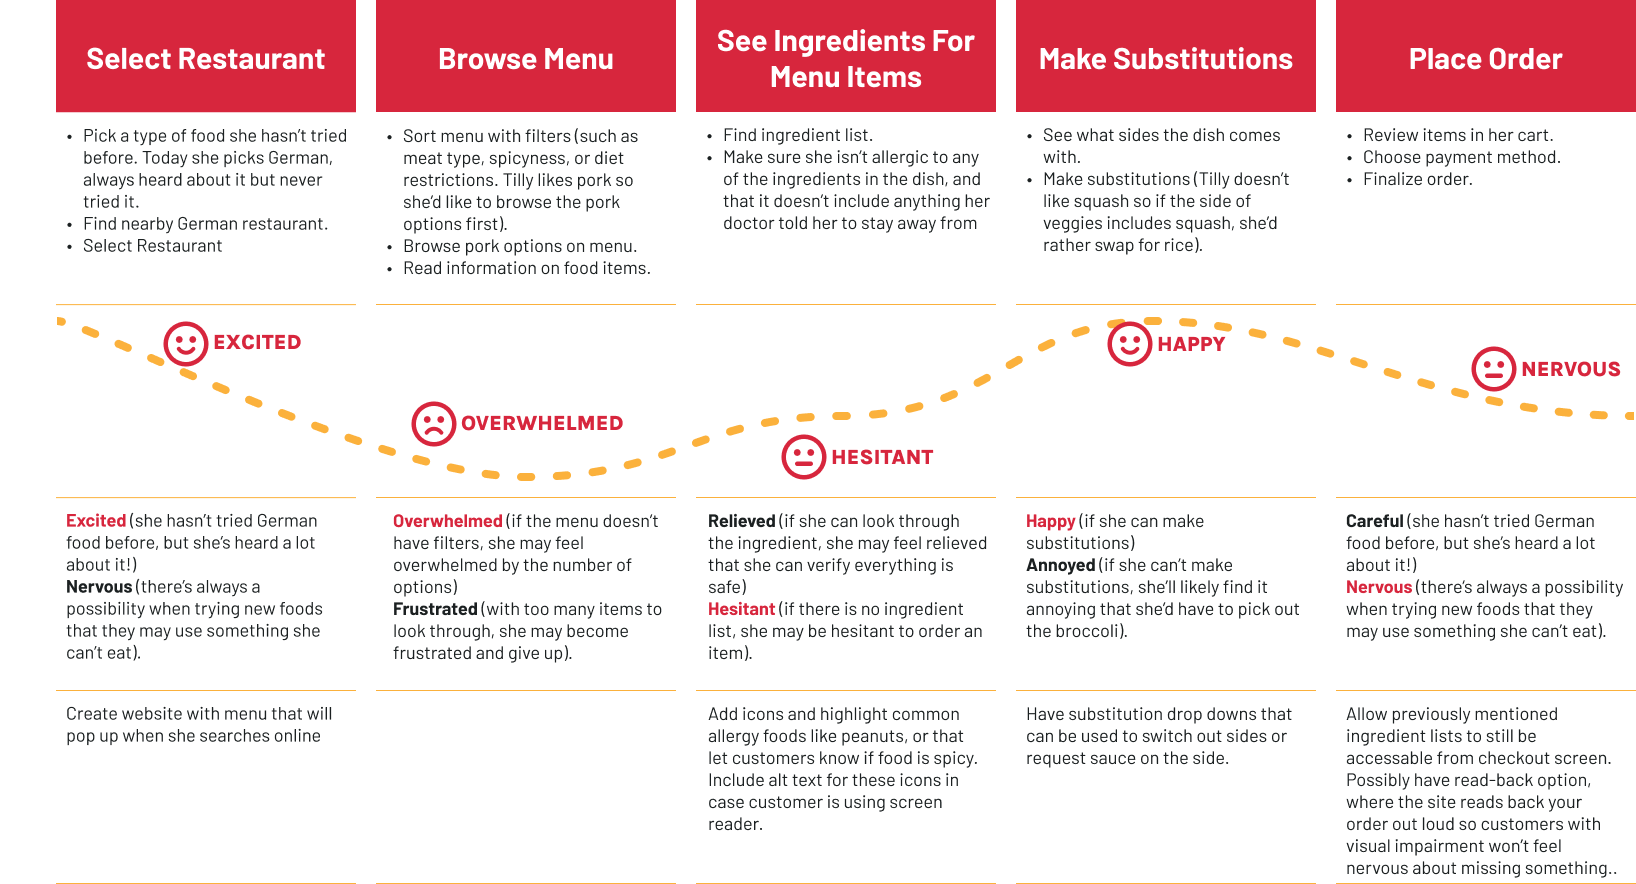 Select Restaurant
Browse Menu
See Ingredients For
Menu Items
Make Substitutions
Place Order
• Pick a type of food she hasn't tried
before. Today she picks German,
always heard about it but never
tried it.
• Find nearby German restaurant.
• Select Restaurant
• Sort menu with filters (such as
meat type, spicyness, or diet
restrictions. Tilly likes pork so
she'd like to browse the pork
options first).
• Browse pork options on menu.
• Read information on food items.
• Find ingredient list.
• Make sure she isn't allergic to any
of the ingredients in the dish, and
that it doesn't include anything her
doctor told her to stay away from
• See what sides the dish comes
with.
• Make substitutions (Tilly doesn't
like squash so if the side of
veggies includes squash, she'd
rather swap for rice).
• Review items in her cart.
• Choose payment method.
• Finalize order.
EXCITED
OVERWHELMED
HESITANT
HAPPY
NERVOUS
Excited (she hasn't tried German
food before, but she's heard a lot
about it!)
Nervous (there's always a
possibility when trying new foods
that they may use something she
can't eat).
Overwhelmed (if the menu doesn't
have filters, she may feel
overwhelmed by the number of
options)
Frustrated (with too many items to
look through, she may become
frustrated and give up).
Relieved (if she can look through
the ingredient, she may feel relieved
that she can verify everything is
safe)
Hesitant (if there is no ingredient
list, she may be hesitant to order an
item).
Happy (if she can make
substitutions)
Annoyed (if she can't make
substitutions, she'll likely find it
annoying that she'd have to pick out
the broccoli).
Careful (she hasn't tried German
food before, but she's heard a lot
about it!)
Nervous (there's always a possibility
when trying new foods that they
may use something she can't eat).
Create website with menu that will
pop up when she searches online
Add icons and highlight common
allergy foods like peanuts, or that
let customers know if food is spicy.
Include alt text for these icons in
case customer is using screen
reader.
Have substitution drop downs that
can be used to switch out sides or
request sauce on the side.
Allow previously mentioned
ingredient lists to still be
accessable from checkout screen.
Possibly have read-back option,
where the site reads back your
order out loud so customers with
visual impairment won't feel
nervous about missing something..